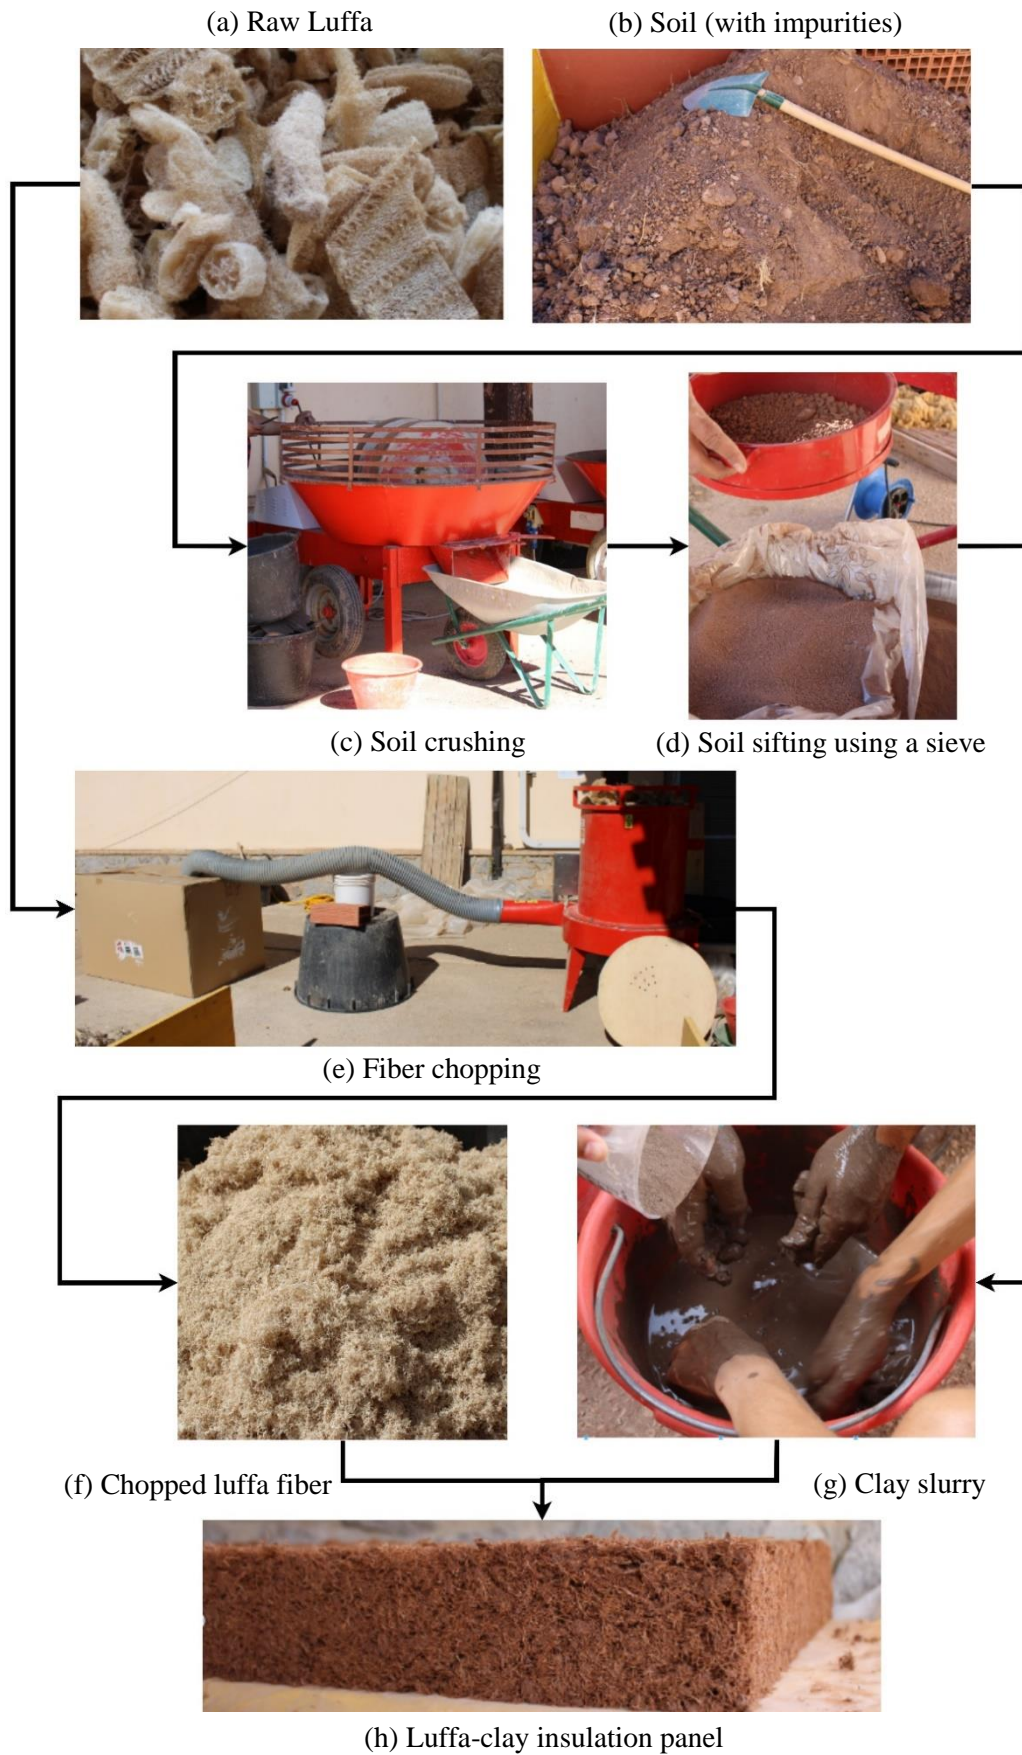 (a) Raw Luffa
(b) Soil (with impurities)
(c) Soil crushing
(d) Soil sifting using a sieve
(e) Fiber chopping
(f) Chopped luffa fiber
(g) Clay slurry
(h) Luffa-clay insulation panel